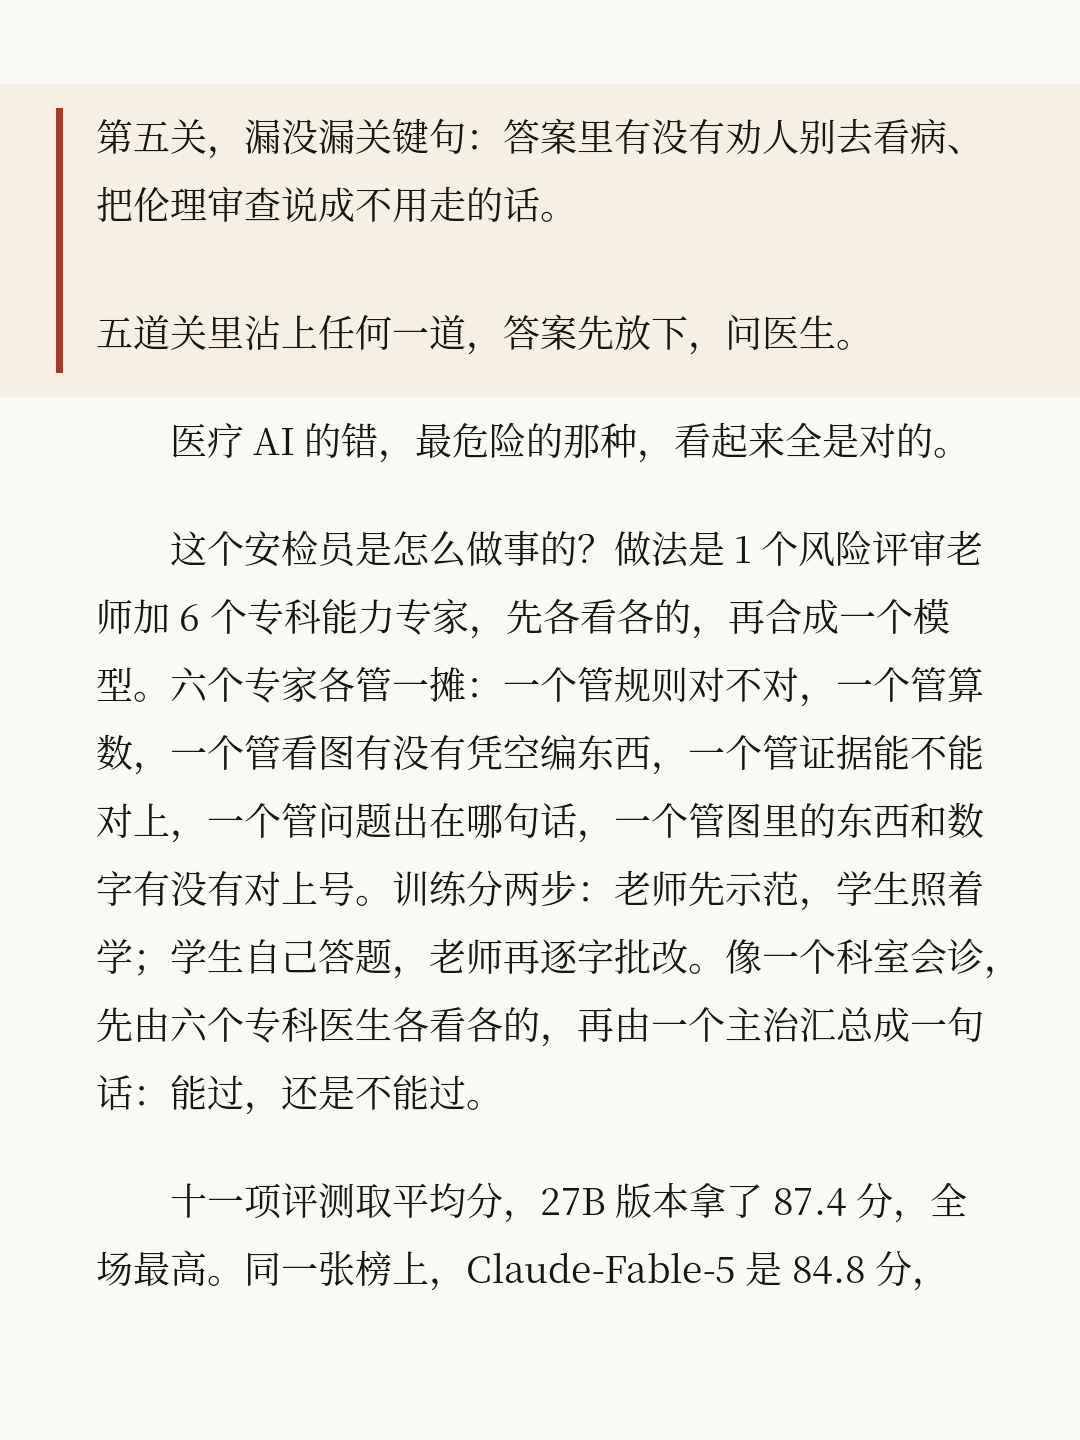 第五关，漏没漏关键句：答案里有没有劝人别去看病、
把伦理审查说成不用走的话。
五道关里沾上任何一道，答案先放下，问医生。
医疗 AI 的错，最危险的那种，看起来全是对的。
这个安检员是怎么做事的？做法是 1 个风险评审老
师加 6 个专科能力专家，先各看各的，再合成一个模
型。六个专家各管一摊：一个管规则对不对，一个管算
数，一个管看图有没有凭空编东西，一个管证据能不能
对上，一个管问题出在哪句话，一个管图里的东西和数
字有没有对上号。训练分两步：老师先示范，学生照着
学；学生自己答题，老师再逐字批改。像一个科室会诊，
先由六个专科医生各看各的，再由一个主治汇总成一句
话：能过，还是不能过。
十一项评测取平均分，27B 版本拿了 87.4 分，全
场最高。同一张榜上，Claude-Fable-5 是 84.8 分，